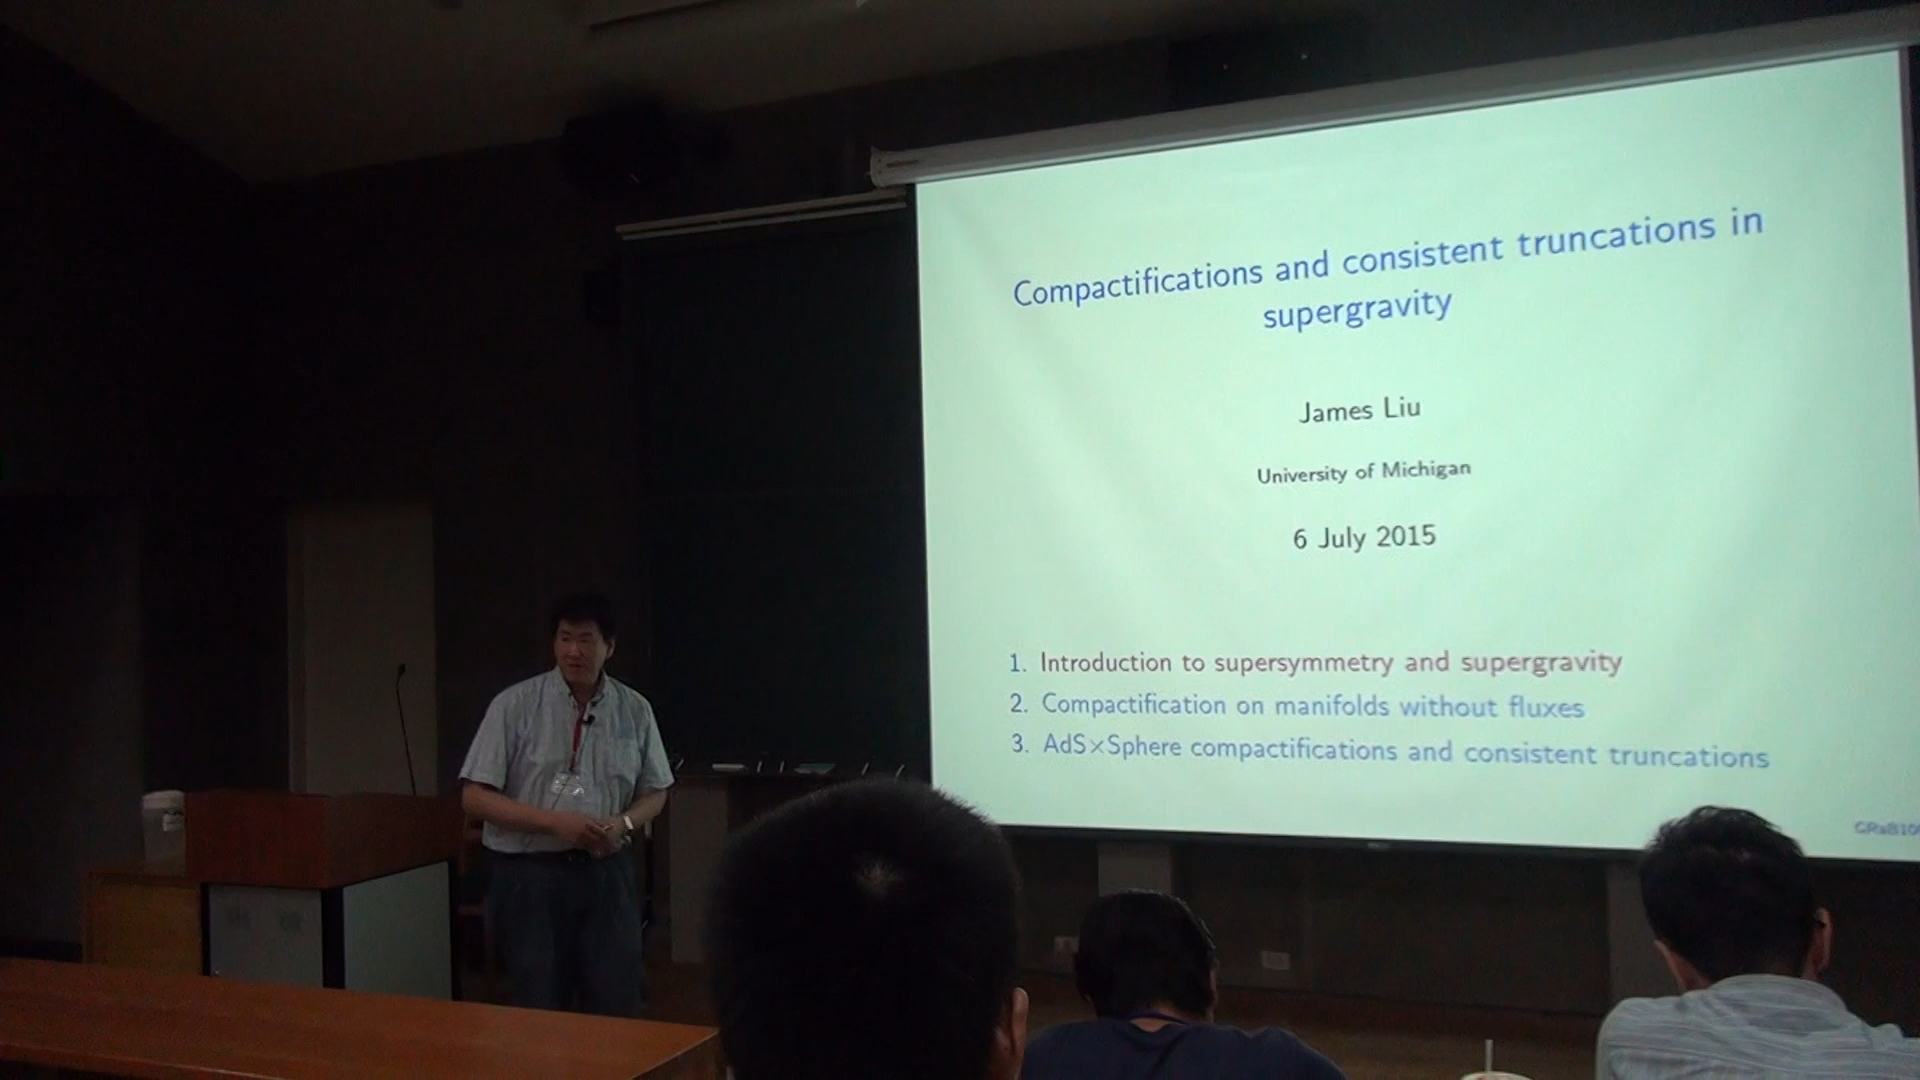 Compactifications and consistent truncations in
supergravity
James Liu
University of Michigan
6 July 2015
1. Introduction to supersymmetry and supergravity
2. Compactification on manifolds without fluxes
3. AdS×Sphere compactifications and consistent truncations